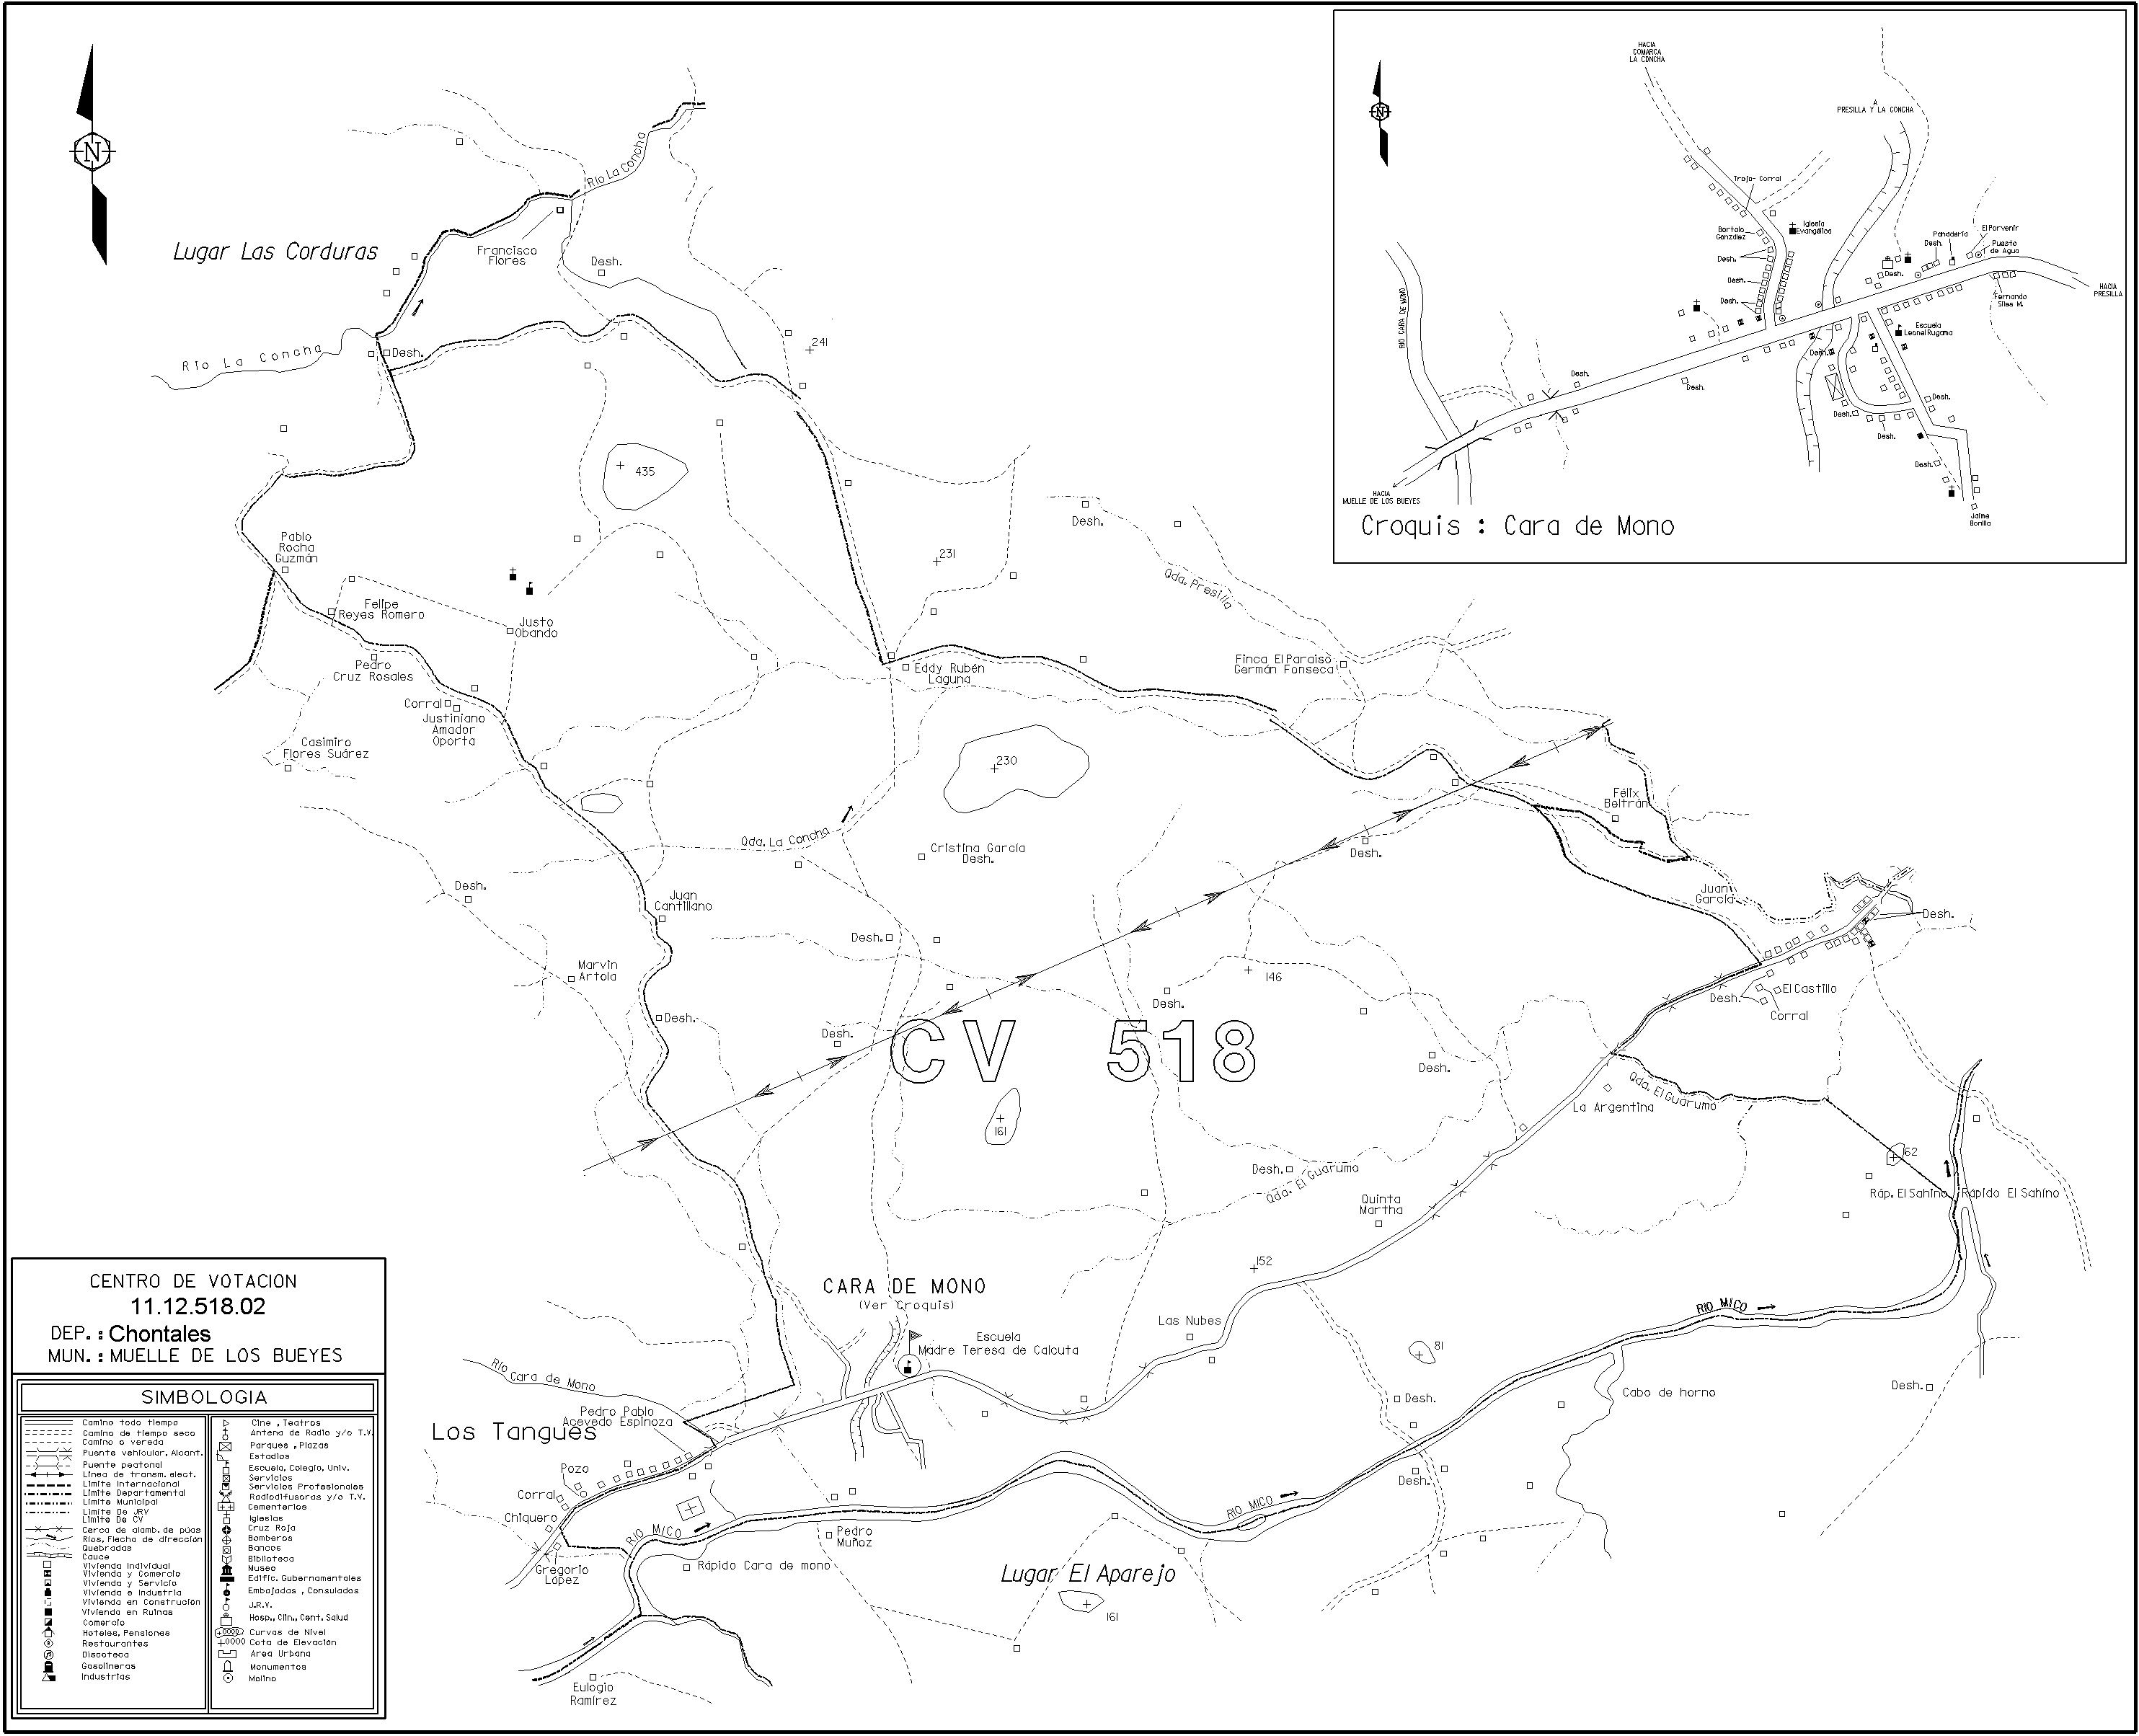 N
Lugar Las Corduras
Río La Concha
Francisco
Flores
Desh.
Río La Concha
Desh.
241
435
Pablo
Rocha
Guzmán
Felipe
Reyes Romero
Justo
Obando
Pedro
Cruz Rosales
Corral
Justiniano
Amador
Oporta
Casimiro
Flores Suárez
231
Desh.
Qda. Presilla
Eddy Rubén
Laguna
Finca El Paraiso
Germán Fonseca
230
Félix
Beltrán
Qda. La Concha
Cristina García
Desh.
Desh.
Desh.
Juan
Cantillano
Juan
García
Desh.
Desh.
Marvin
Artola
146
Desh.
Desh.
El Castillo
Corral
Desh.
Desh.
CV 518
Desh.
La Argentina
Qda. El Guarumo
161
62
Desh.
Qda. El Guarumo
Quinta
Martha
Ráp. El Sahíno
Rápido El Sahíno
152
CARA DE MONO
(Ver Croquis)
Escuela
Madre Teresa de Calcuta
Las Nubes
RIO MICO
81
Río Cara de Mono
Pedro Pablo
Acevedo Espinoza
Los Tangues
Desh.
Cabo de horno
Desh.
Pozo
Corral
Chiquero
Gregorio
López
RIO MICO
Rápido Cara de mono
Pedro
Muñoz
RIO MICO
Desh.
Lugar El Aparejo
161
Eulogio
Ramírez
N
HACIA
COMARCA
LA CONCHA
A
PRESILLA Y LA CONCHA
Troja- Corral
Bortolo
González
Iglesia
Evangélica
Desh.
Desh.
Desh.
Panadería
El Porvenir
Desh.
Puesto
de Agua
Desh.
HACIA
PRESILLA
Fernando
Siles M.
Escuela
Leonel Rugama
RIO CARA DE MONO
Desh.
Desh.
Desh.
Desh.
Desh.
Desh.
Desh.
Jaime
Bonilla
HACIA
MUELLE DE LOS BUEYES
Croquis : Cara de Mono
CENTRO DE VOTACION
11.12.518.02
DEP. : Chontales
MUN. : MUELLE DE LOS BUEYES
SIMBOLOGIA
Camino todo tiempo
Camino de tiempo seco
Camino o vereda
Puente vehicular, Alcant.
Puente peatonal
Línea de transm. elect.
Límite Internacional
Límite Departamental
Límite Municipal
Límite De JRV
Límite De CV
Cerca de alamb. de púas
Ríos, Flecha de dirección
Quebradas
Cauce
Vivienda Individual
Vivienda y Comercio
Vivienda y Servicio
Vivienda e Industria
Vivienda en Construción
Vivienda en Ruinas
Comercio
Hoteles, Pensiones
Restaurantes
Discoteca
Gasolineras
Industrias
Cine , Teatros
Antena de Radio y/o T.V.
Parques , Plazas
Estadios
Escuela, Colegio, Univ.
Servicios
Servicios Profesionales
Radiodifusoras y/o T.V.
Cementerios
Iglesias
Cruz Roja
Bomberos
Bancos
Biblioteca
Museo
Edific. Gubernamentales
Embajadas , Consulados
J.R.V.
Hosp., Clin., Cent. Salud
Curvas de Nivel
+0000 Cota de Elevación
Area Urbana
Monumentos
Molino